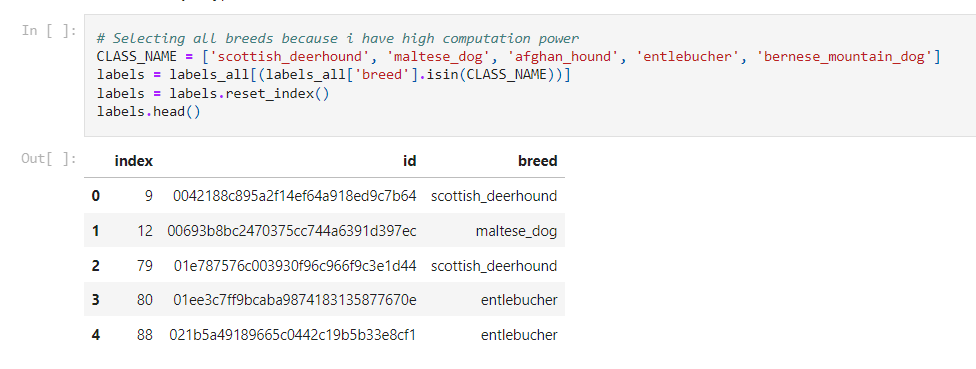 In [ ]:
# Selecting all breeds because i have high computation power
CLASS_NAME = ['scottish_deerhound', 'maltese_dog', 'afghan_hound', 'entlebucher', 'bernese_mountain_dog']
labels = labels_all[(labels_all['breed'].isin(CLASS_NAME))]
labels = labels.reset_index()
labels.head()
Out[ ]:
index id breed
0 9 0042188c895a2f14ef64a918ed9c7b64 scottish_deerhound
1 12 00693b8bc2470375cc744a6391d397ec maltese_dog
2 79 01e787576c003930f96c966f9c3e1d44 scottish_deerhound
3 80 01ee3c7ff9bcaba9874183135877670e entlebucher
4 88 021b5a49189665c0442c19b5b33e8cf1 entlebucher